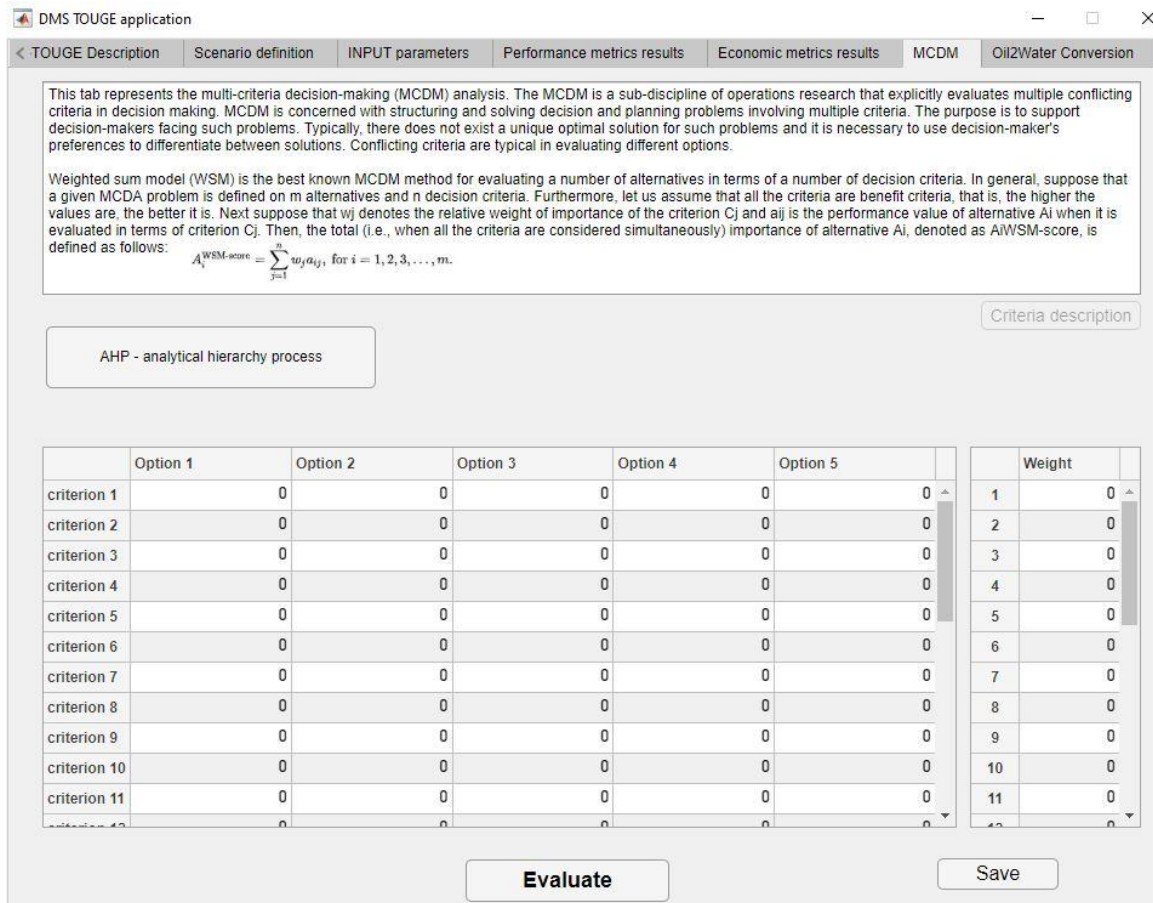 DMS TOUGE application
< TOUGE Description Scenario definition INPUT parameters Performance metrics results Economic metrics results MCDM Oil2Water Conversion
This tab represents the multi-criteria decision-making (MCDM) analysis. The MCDM is a sub-discipline of operations research that explicitly evaluates multiple conflicting
criteria in decision making. MCDM is concerned with structuring and solving decision and planning problems involving multiple criteria. The purpose is to support
decision-makers facing such problems. Typically, there does not exist a unique optimal solution for such problems and it is necessary to use decision-maker's
preferences to differentiate between solutions. Conflicting criteria are typical in evaluating different options.
Weighted sum model (WSM) is the best known MCDM method for evaluating a number of alternatives in terms of a number of decision criteria. In general, suppose that
a given MCDA problem is defined on m alternatives and n decision criteria. Furthermore, let us assume that all the criteria are benefit criteria, that is, the higher the
values are, the better it is. Next suppose that wj denotes the relative weight of importance of the criterion Cj and aij is the performance value of alternative Ai when it is
evaluated in terms of criterion Cj. Then, the total (i.e., when all the criteria are considered simultaneously) importance of alternative Ai, denoted as AiWSM-score, is
defined as follows: A_i^{WSM-score} = \sum_{j=1}^{n} w_j a_{ij}, for i = 1, 2, 3, . . . , m.
Criteria description
AHP - analytical hierarchy process
Option 1 Option 2 Option 3 Option 4 Option 5 Weight
criterion 1 0 0 0 0 0 1 0
criterion 2 0 0 0 0 0 2 0
criterion 3 0 0 0 0 0 3 0
criterion 4 0 0 0 0 0 4 0
criterion 5 0 0 0 0 0 5 0
criterion 6 0 0 0 0 0 6 0
criterion 7 0 0 0 0 0 7 0
criterion 8 0 0 0 0 0 8 0
criterion 9 0 0 0 0 0 9 0
criterion 10 0 0 0 0 0 10 0
criterion 11 0 0 0 0 0 11 0
criterion 12 0 0 0 0 0 12 0
Evaluate Save